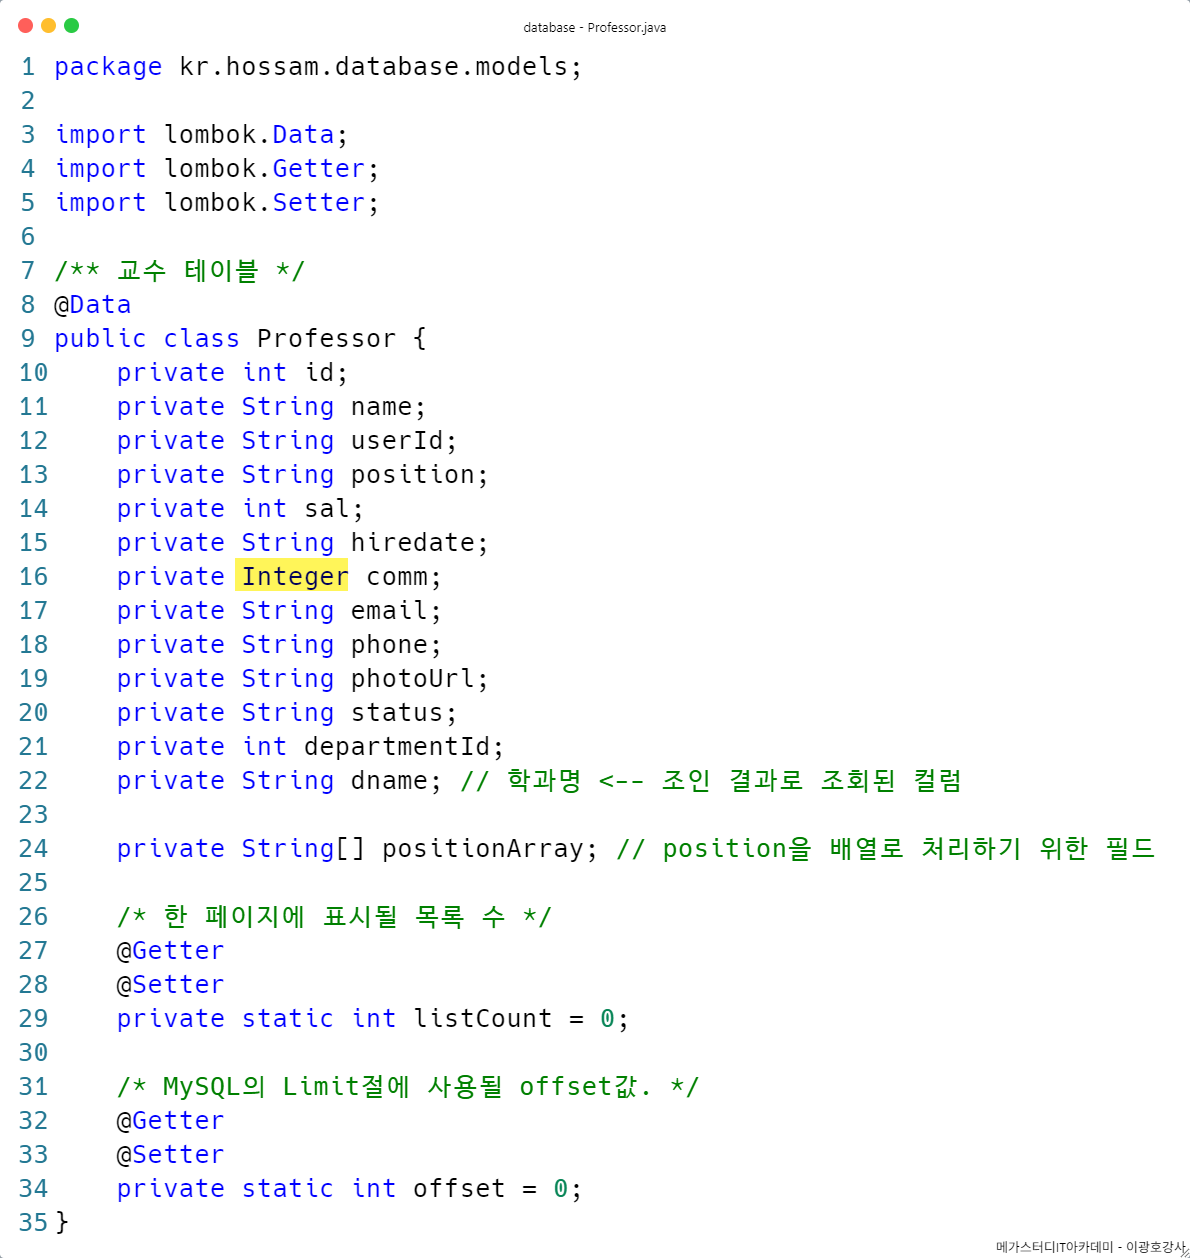 database - Professor.java
1 package kr.hossam.database.models;
2
3 import lombok.Data;
4 import lombok.Getter;
5 import lombok.Setter;
6
7 /** 교수 테이블 */
8 @Data
9 public class Professor {
10     private int id;
11     private String name;
12     private String userId;
13     private String position;
14     private int sal;
15     private String hiredate;
16     private Integer comm;
17     private String email;
18     private String phone;
19     private String photoUrl;
20     private String status;
21     private int departmentId;
22     private String dname; // 학과명 <-- 조인 결과로 조회된 컬럼
23
24     private String[] positionArray; // position을 배열로 처리하기 위한 필드
25
26     /* 한 페이지에 표시될 목록 수 */
27     @Getter
28     @Setter
29     private static int listCount = 0;
30
31     /* MySQL의 Limit절에 사용될 offset값. */
32     @Getter
33     @Setter
34     private static int offset = 0;
35 }
메가스터디IT아카데미 - 이광호강사